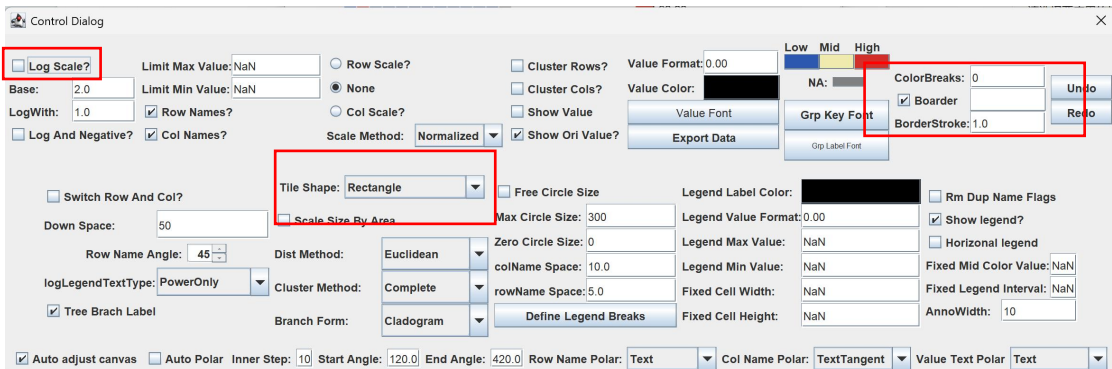 Control Dialog
Low Mid High
Log Scale? Limit Max Value: NaN Row Scale? Cluster Rows? Value Format: 0.00
Base: 2.0 Limit Min Value: NaN None Cluster Cols? Value Color: NA: ColorBreaks: 0 Undo
LogWith: 1.0 Row Names? Col Scale? Show Value Value Font Grp Key Font Boarder Redo
Log And Negative? Col Names? Scale Method: Normalized Show Ori Value? Export Data Grp Label Font BorderStroke: 1.0
Switch Row And Col? Tile Shape: Rectangle Free Circle Size Legend Label Color: Rm Dup Name Flags
Down Space: 50 Scale Size By Area Max Circle Size: 300 Legend Value Format: 0.00 Show legend?
Row Name Angle: 45 Dist Method: Euclidean Zero Circle Size: 0 Legend Max Value: NaN Horizonal legend
logLegendTextType: PowerOnly Cluster Method: Complete colName Space: 10.0 Legend Min Value: NaN Fixed Mid Color Value: NaN
rowName Space: 5.0 Fixed Cell Width: NaN Fixed Legend Interval: NaN
Tree Brach Label Branch Form: Cladogram Define Legend Breaks Fixed Cell Height: NaN AnnoWidth: 10
Auto adjust canvas Auto Polar Inner Step: 10 Start Angle: 120.0 End Angle: 420.0 Row Name Polar: Text Col Name Polar: TextTangent Value Text Polar Text